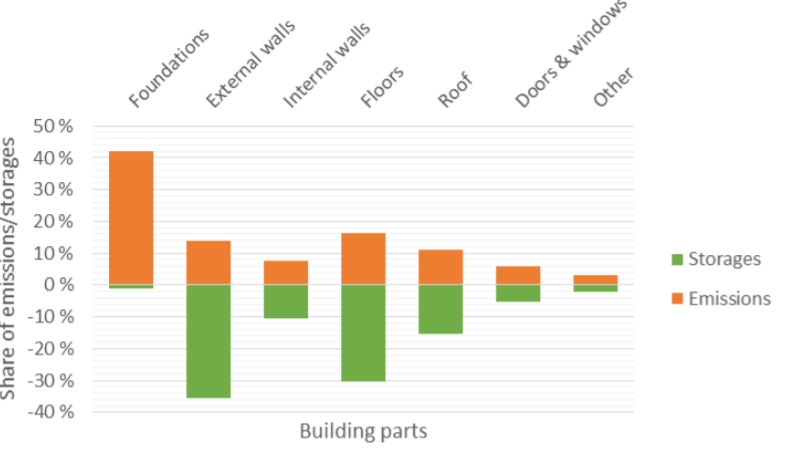 Foundations
External walls
Internal walls
Floors
Roof
Doors & windows
Other
50 %
40 %
30 %
20 %
10 %
0 %
-10 %
-20 %
-30 %
-40 %
Share of emissions/storages
Storages
Emissions
Building parts